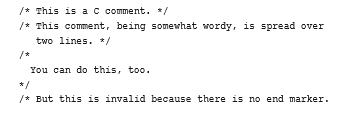 /* This is a C comment. */
/* This comment, being somewhat wordy, is spread over
   two lines. */
/*
  You can do this, too.
*/
/* But this is invalid because there is no end marker.